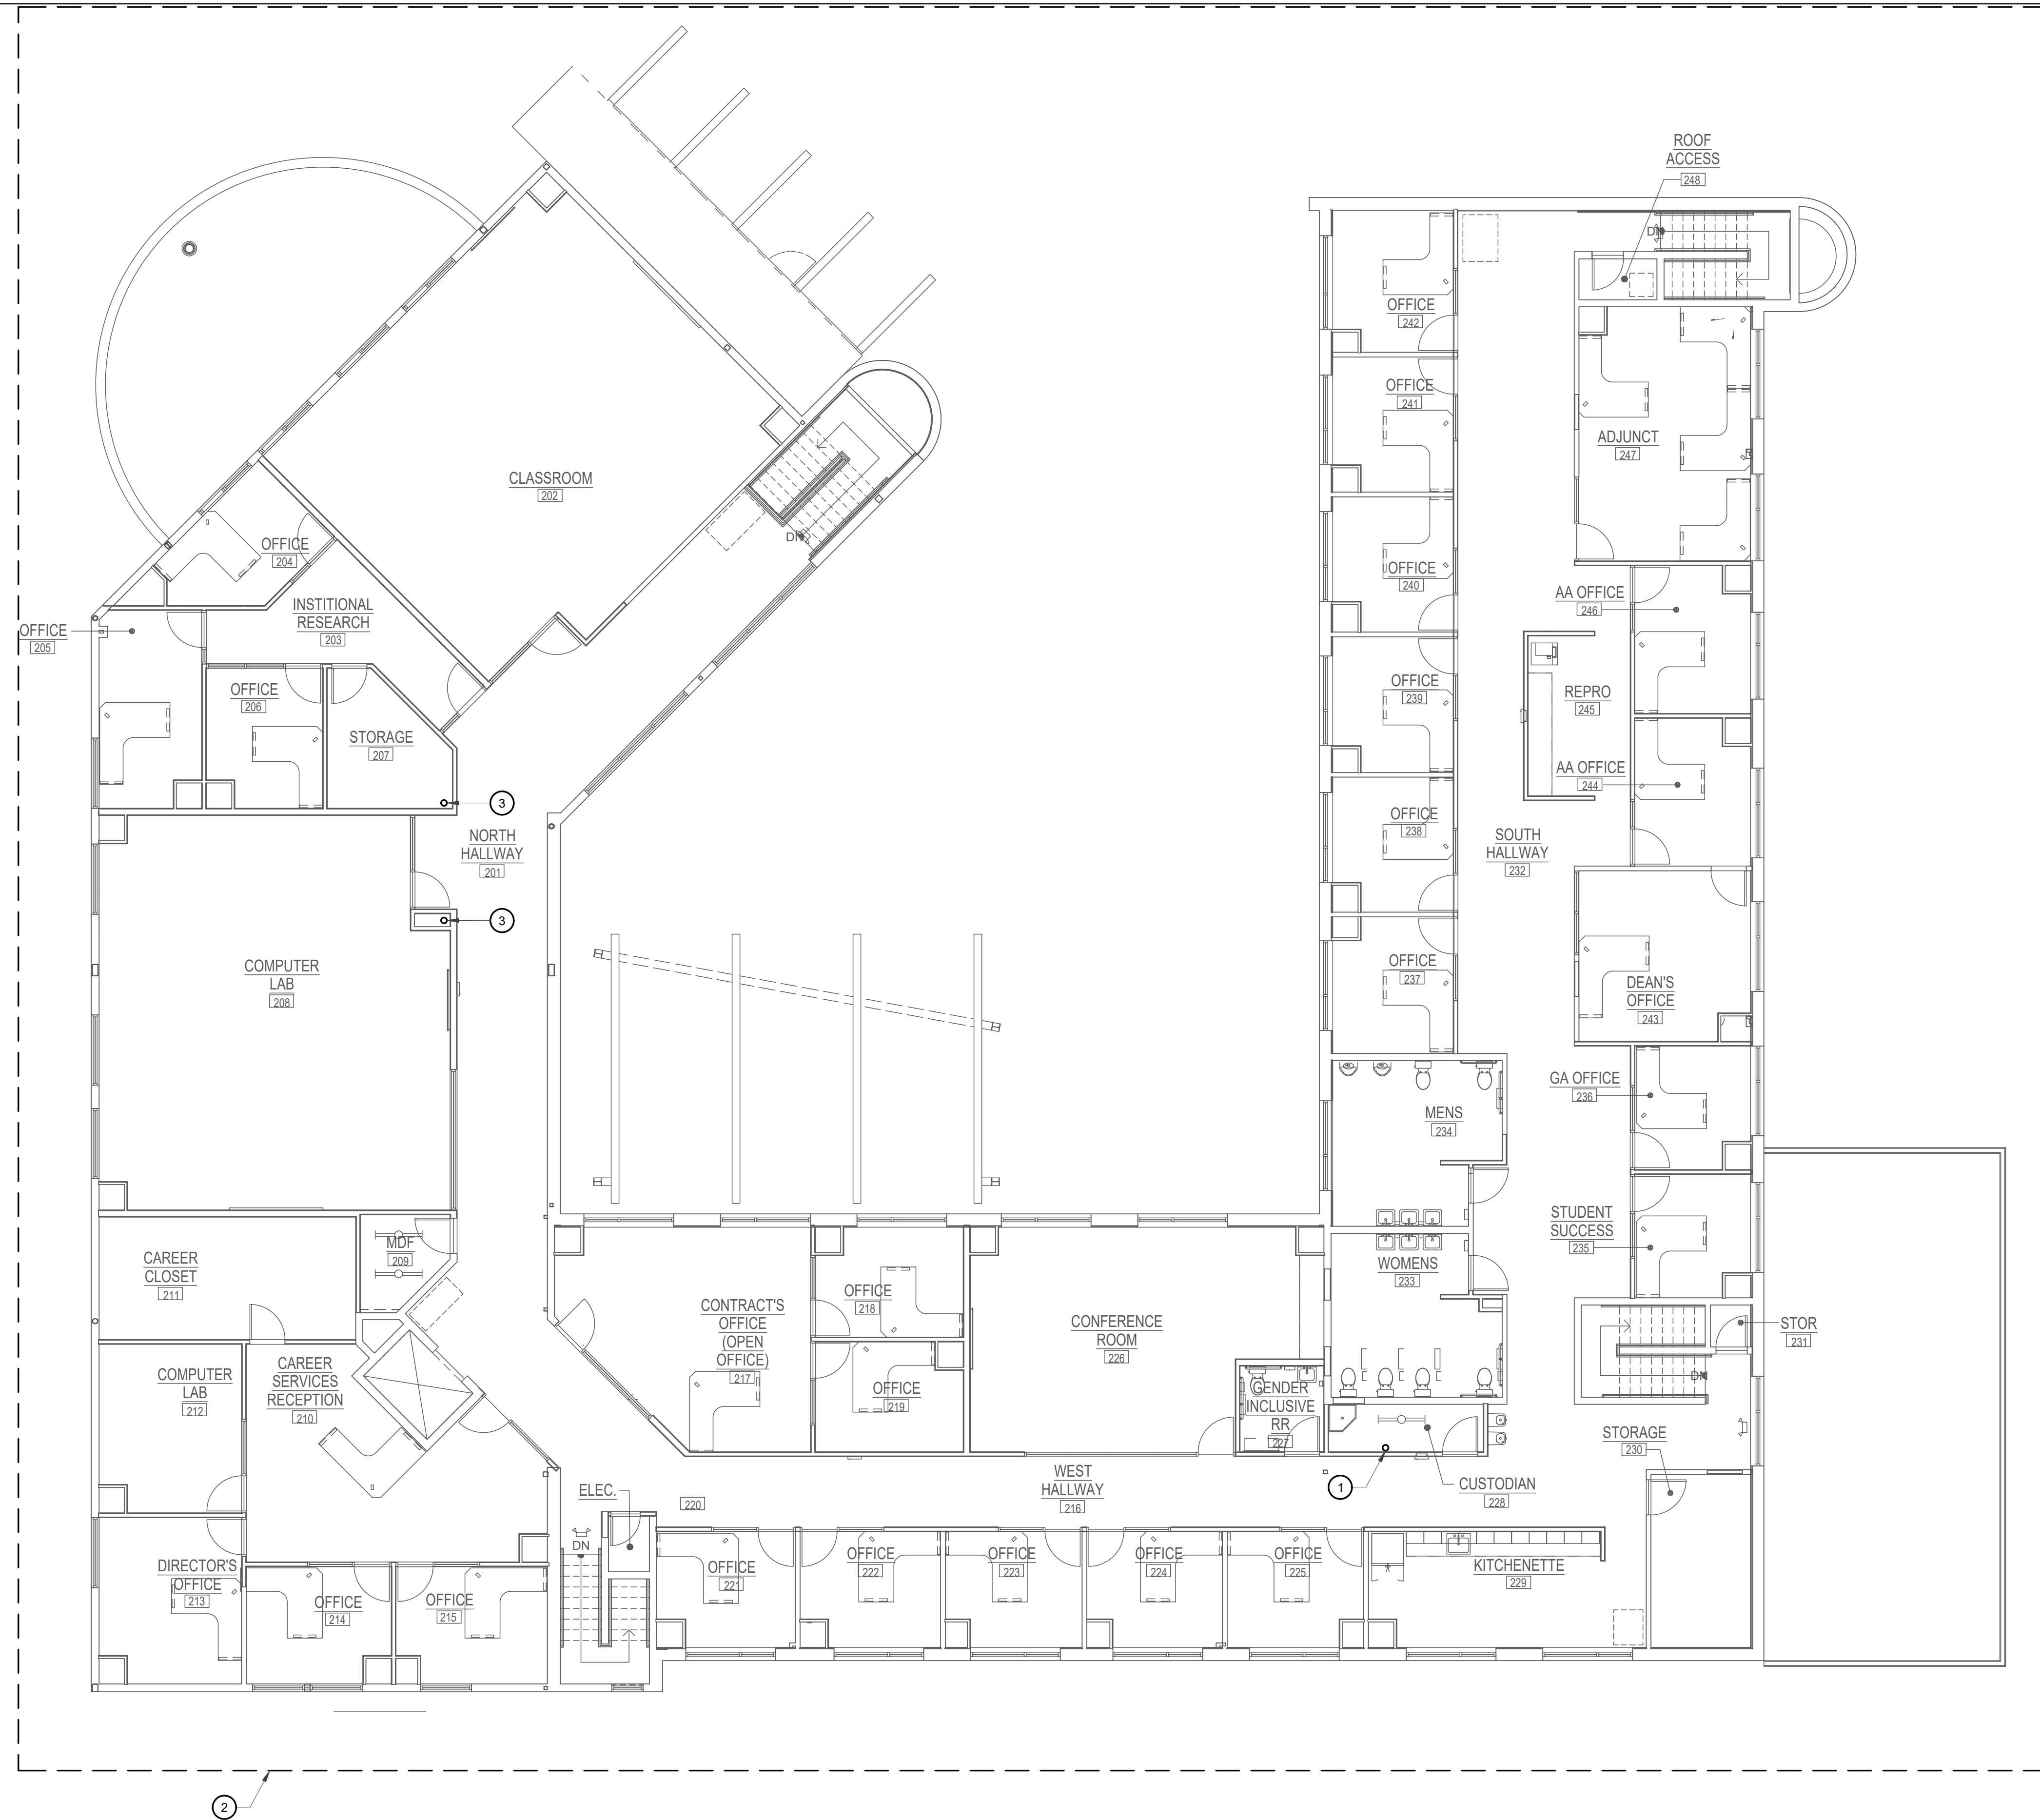 ROOF
ACCESS
248
DN
OFFICE
242
OFFICE
241
ADJUNCT
247
CLASSROOM
202
DN
OFFICE
204
OFFICE
240
AA OFFICE
246
INSTITIONAL
RESEARCH
203
OFFICE
205
OFFICE
206
OFFICE
239
REPRO
245
STORAGE
207
AA OFFICE
244
3
OFFICE
238
NORTH
HALLWAY
201
SOUTH
HALLWAY
232
3
COMPUTER
LAB
208
OFFICE
237
DEAN'S
OFFICE
243
GA OFFICE
236
MENS
234
STUDENT
SUCCESS
235
MDF
209
CAREER
CLOSET
211
WOMENS
233
OFFICE
218
CONTRACT'S
OFFICE
(OPEN
OFFICE)
217
CONFERENCE
ROOM
226
STOR
231
COMPUTER
LAB
212
CAREER
SERVICES
RECEPTION
210
OFFICE
219
GENDER
INCLUSIVE
RR
227
DN
STORAGE
230
WEST
HALLWAY
216
1
CUSTODIAN
228
ELEC.
220
DN
DIRECTOR'S
OFFICE
213
OFFICE
214
OFFICE
215
OFFICE
221
OFFICE
222
OFFICE
223
OFFICE
224
OFFICE
225
KITCHENETTE
229
2